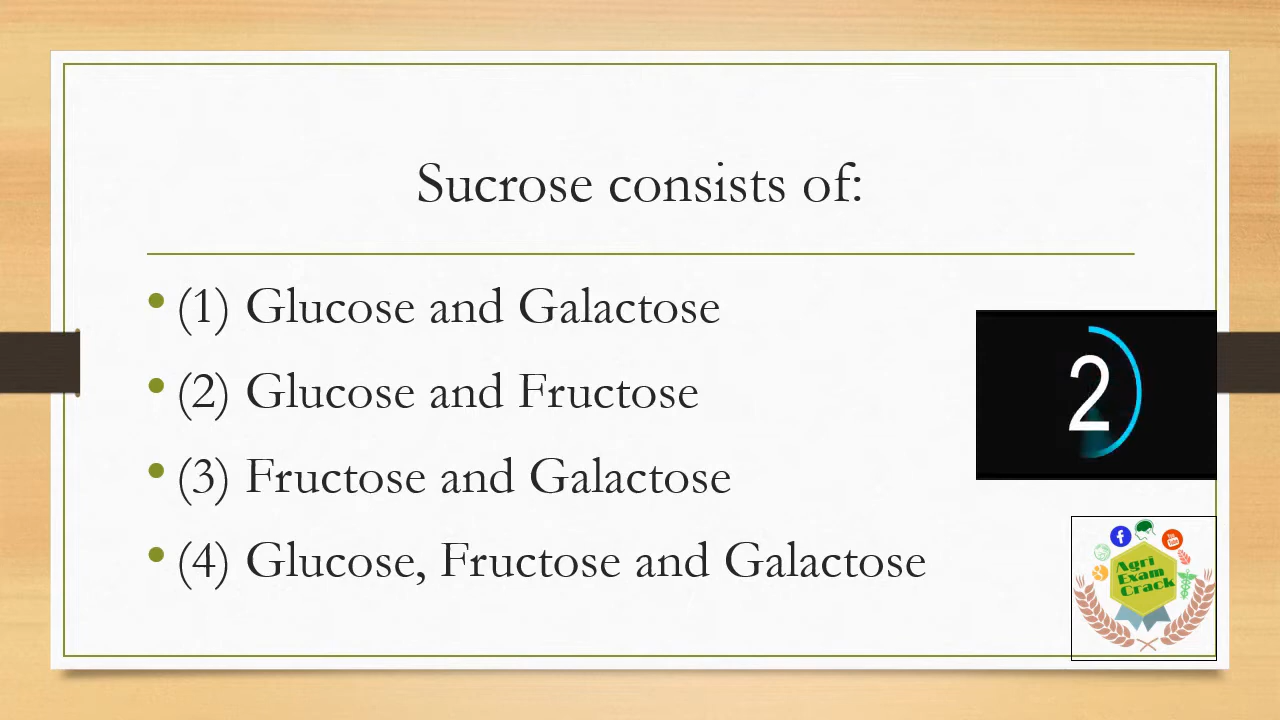 Sucrose consists of:
• (1) Glucose and Galactose
• (2) Glucose and Fructose
• (3) Fructose and Galactose
• (4) Glucose, Fructose and Galactose
2
Agri
Exam
Crack